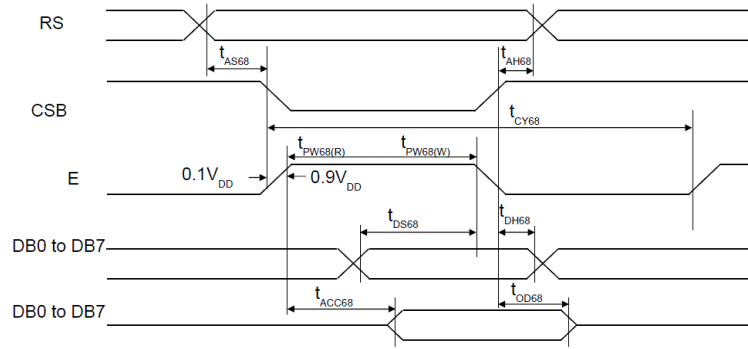 RS
tAS68
tAH68
CSB
tCY68
tPW68(R) tPW68(W)
E
0.1VDD
0.9VDD
tDS68
tDH68
DB0 to DB7
tACC68
tOD68
DB0 to DB7